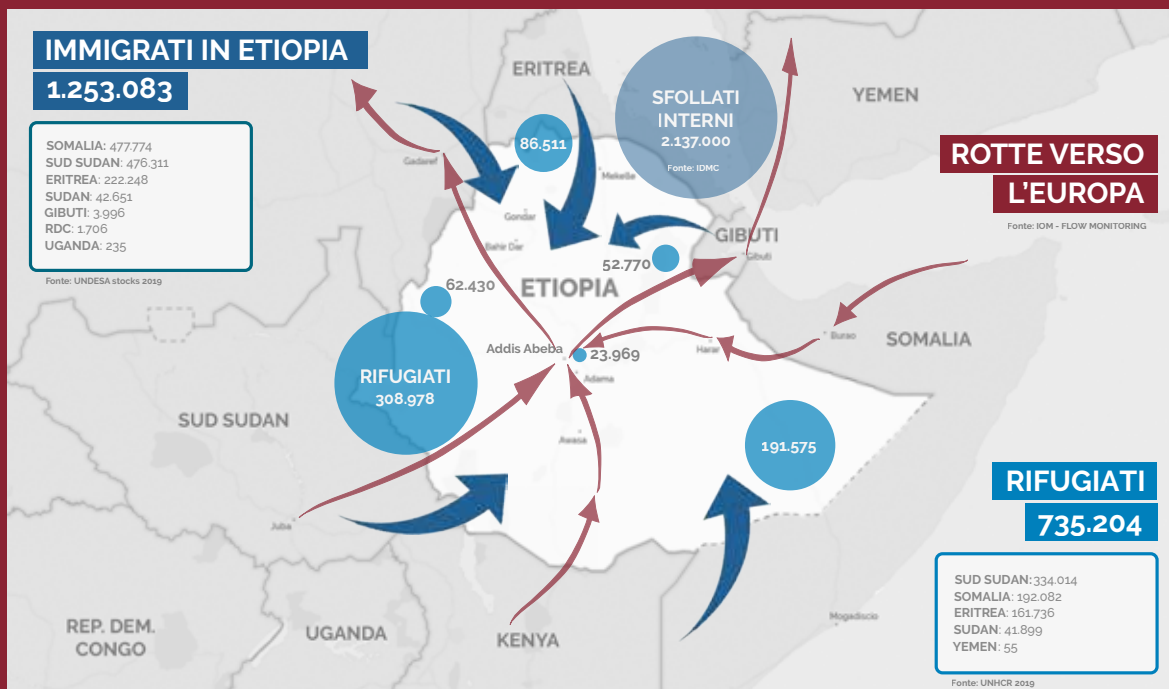 IMMIGRATI IN ETIOPIA
1.253.083
SOMALIA: 477.774
SUD SUDAN: 476.311
ERITREA: 222.248
SUDAN: 42.651
GIBUTI: 3.996
RDC: 1.706
UGANDA: 235
Fonte: UNDESA stocks 2019
ERITREA
SFOLLATI
INTERNI
2.137.000
Fonte: IDMC
YEMEN
ROTTE VERSO
L'EUROPA
Fonte: IOM - FLOW MONITORING
86.511
Gadaref
Mekelle
Gondar
Bahir Dar
GIBUTI
Gibuti
52.770
62.430
ETIOPIA
Addis Abeba
23.969
Harar
Burao
SOMALIA
Adama
RIFUGIATI
308.978
SUD SUDAN
Awasa
191.575
Juba
RIFUGIATI
735.204
SUD SUDAN:334.014
SOMALIA: 192.082
ERITREA: 161.736
SUDAN: 41.899
YEMEN: 55
Fonte: UNHCR 2019
Mogadiscio
REP. DEM.
CONGO
UGANDA
KENYA